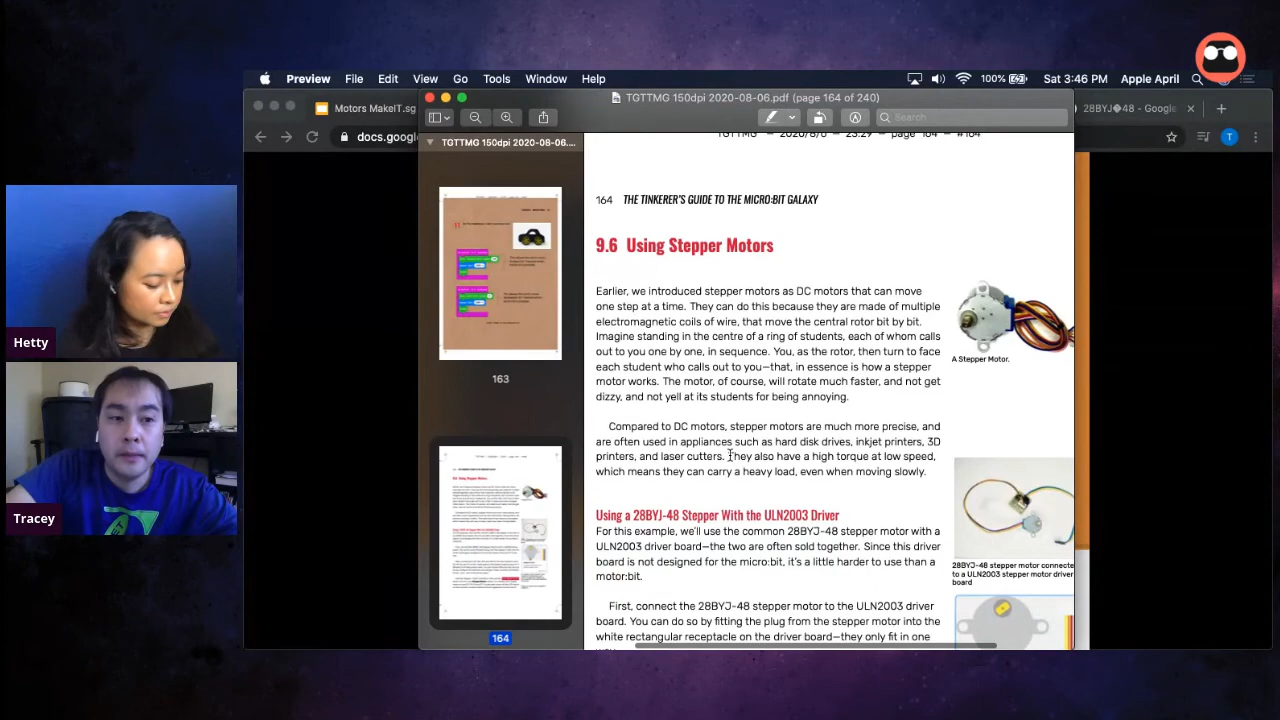 Preview File Edit View Go Tools Window Help 100% Sat 3:46 PM Apple April
TGTTMG 150dpi 2020-08-06.pdf (page 164 of 240)
Motors MakeIT.sg
28BYJ�48 - Google
Search
docs.google
T
TGTTMG 150dpi 2020-08-06....
163
164
TGTTMG – 2020/8/6 – 23:29 – page 164 – #164
164 THE TINKERER'S GUIDE TO THE MICRO:BIT GALAXY
9.6 Using Stepper Motors
Earlier, we introduced stepper motors as DC motors that can move
one step at a time. They can do this because they are made of multiple
electromagnetic coils of wire, that move the central rotor bit by bit.
Imagine standing in the centre of a ring of students, each of whom calls
out to you one by one, in sequence. You, as the rotor, then turn to face
each student who calls out to you—that, in essence is how a stepper
motor works. The motor, of course, will rotate much faster, and not get
dizzy, and not yell at its students for being annoying.
A Stepper Motor.
Compared to DC motors, stepper motors are much more precise, and
are often used in appliances such as hard disk drives, inkjet printers, 3D
printers, and laser cutters. They also have a high torque at low speed,
which means they can carry a heavy load, even when moving slowly.
Using a 28BYJ-48 Stepper with the ULN2003 Driver
For this example, we'll use the common 28BYJ-48 stepper motor with a
ULN2003 driver board—the two are often sold together. Since this driver
board is not designed for the micro:bit, it's a little harder to use than a
motor:bit.
28BYJ-48 stepper motor connecte
to a ULN2003 stepper motor driver
board
First, connect the 28BYJ-48 stepper motor to the ULN2003 driver
board. You can do so by fitting the plug from the stepper motor into the
white rectangular receptacle on the driver board—they only fit in one
Hetty